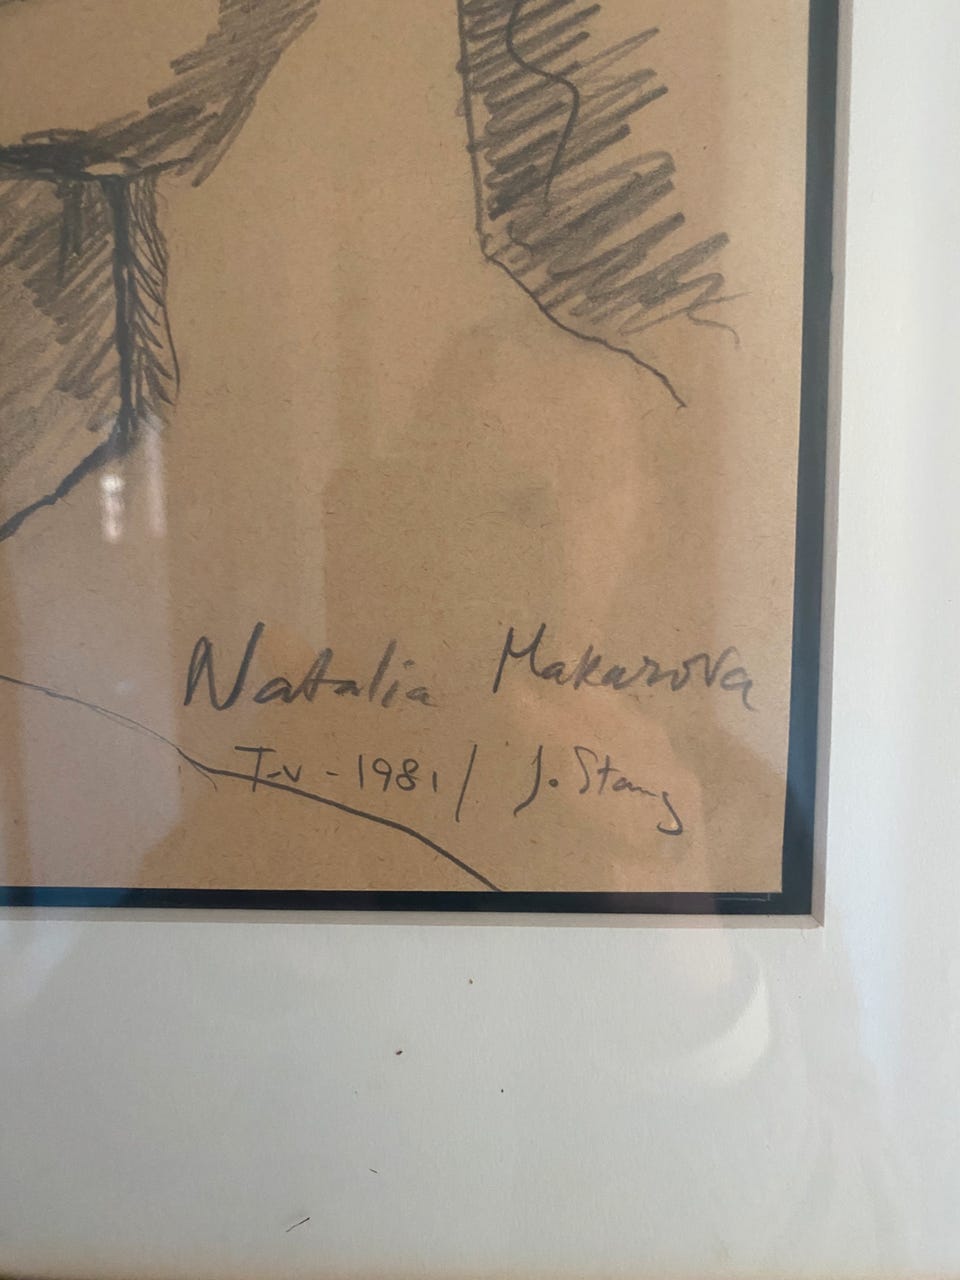 Natalia Makarova
I-V-1981 / J. Stang